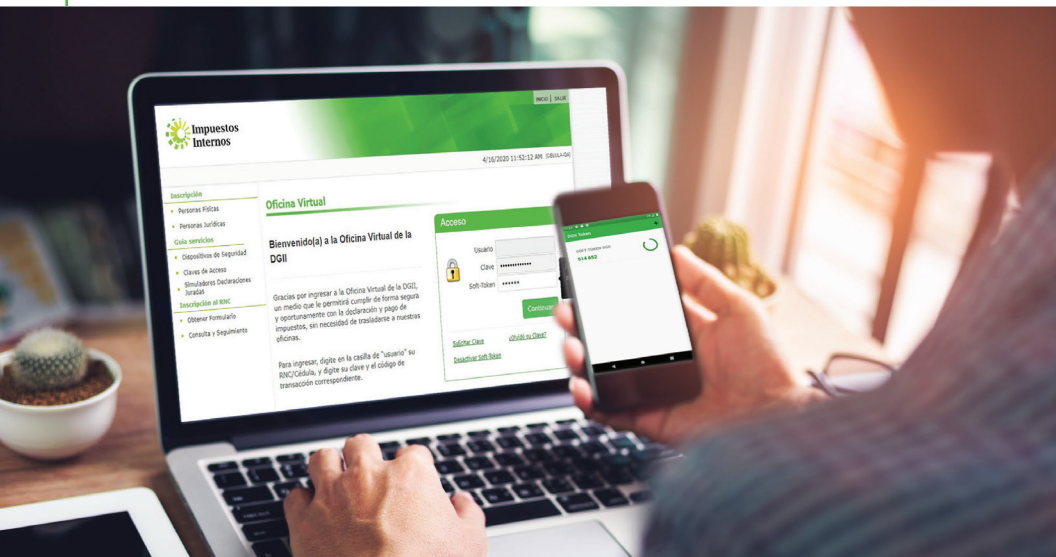 Impuestos
Internos
INICIO | SALIR
4/16/2020 11:52:12 AM
Inscripción
Personas Físicas
Personas Jurídicas
Guía servicios
Dispositivos de Seguridad
Claves de Acceso
Simuladores Declaraciones
Juradas
Inscripción al RNC
Obtener Formulario
Consulta y Seguimiento
Oficina Virtual
Bienvenido(a) a la Oficina Virtual de la
DGII
Gracias por ingresar a la Oficina Virtual de la DGII,
un medio que le permitirá cumplir de forma segura
y oportunamente con la declaración y pago de
impuestos, sin necesidad de trasladarse a nuestras
oficinas.
Para ingresar, digite en la casilla de "usuario" su
RNC/Cédula, y digite su clave y el código de
transacción correspondiente.
Acceso
Usuario
Clave
Soft-Token
Continuar
Solicitar Clave
¿Olvidó su Clave?
Desactivar Soft-Token
DGII Token
SOFT TOKEN DGII